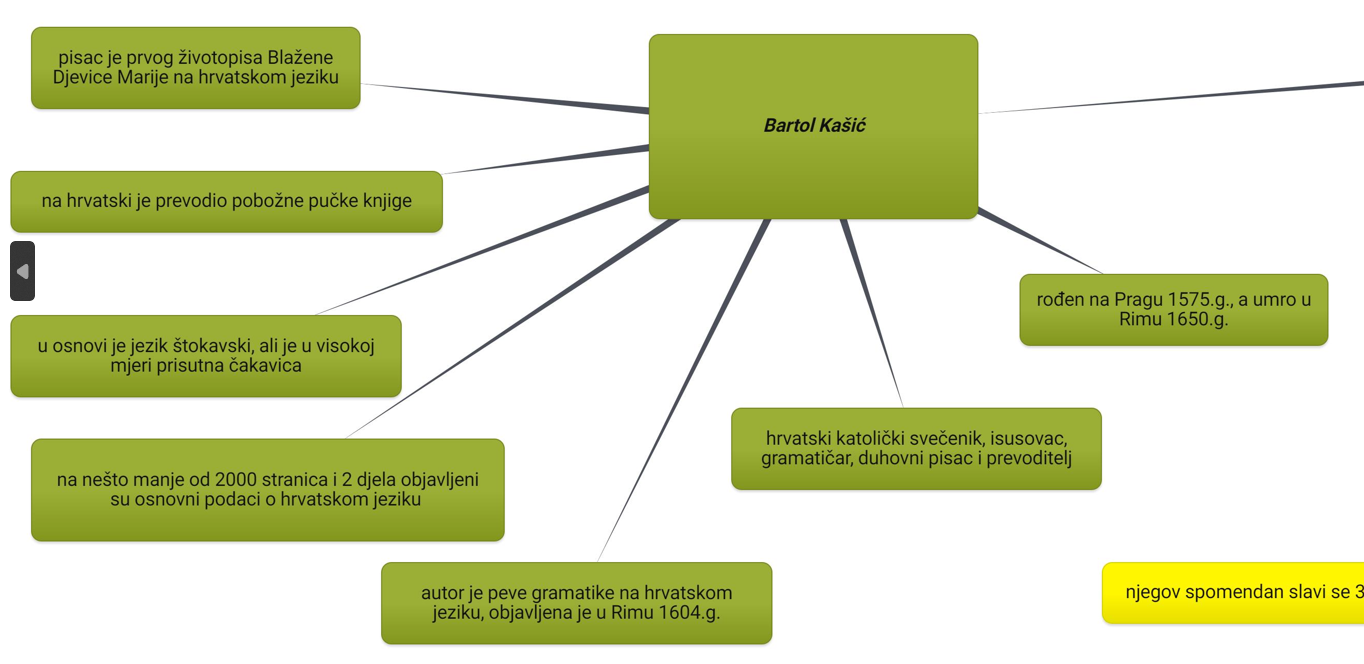 pisac je prvog životopisa Blažene
Djevice Marije na hrvatskom jeziku
Bartol Kašić
na hrvatski je prevodio pobožne pučke knjige
rođen na Pragu 1575.g., a umro u
Rimu 1650.g.
u osnovi je jezik štokavski, ali je u visokoj
mjeri prisutna čakavica
hrvatski katolički svečenik, isusovac,
gramatičar, duhovni pisac i prevoditelj
na nešto manje od 2000 stranica i 2 djela objavljeni
su osnovni podaci o hrvatskom jeziku
autor je peve gramatike na hrvatskom
jeziku, objavljena je u Rimu 1604.g.
njegov spomendan slavi se 3